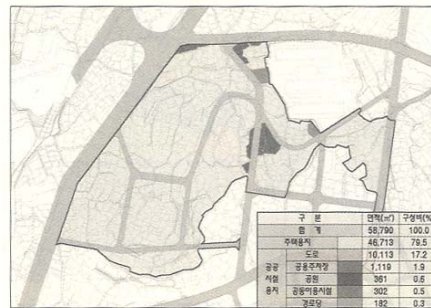 구 분 면적(㎡) 구성비(%
합 계 58,790 100.0
주택용지 46,713 79.5
도로 10,113 17.2
공공 공용주차장 1,119 1.9
시설 공원 361 0.6
용지 공동이용시설 302 0.5
경로당 182 0.3